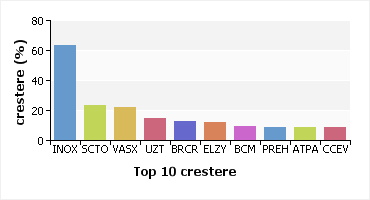 crestere (%)
80
60
40
20
0
INOX SCTO VASX UZT BRCR ELZY BCM PREH ATPA CCEV
Top 10 crestere